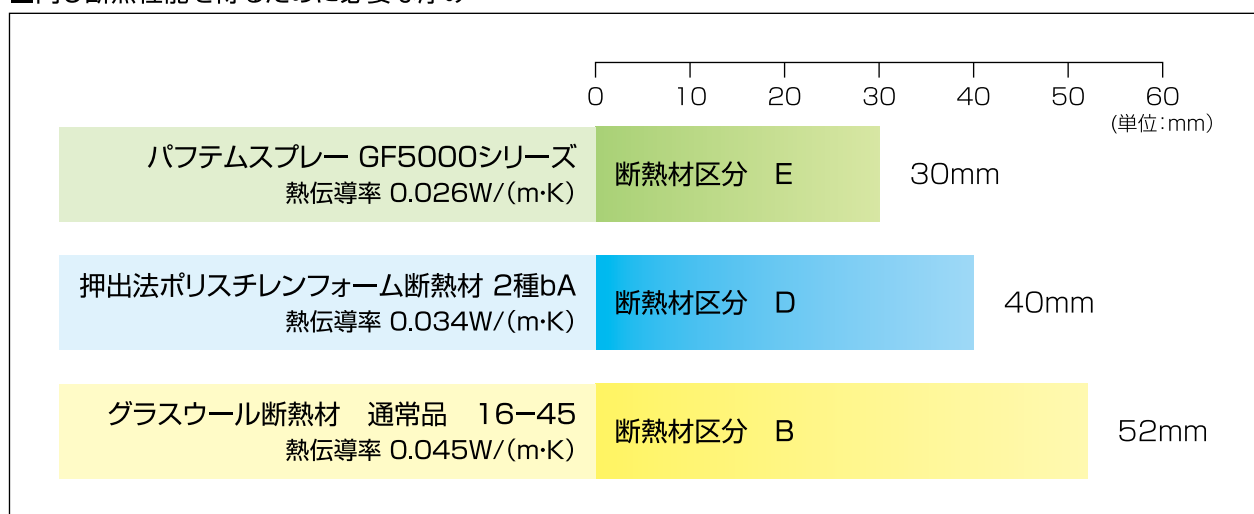 0 10 20 30 40 50 60
(単位:mm)
パフテムスプレー GF5000シリーズ
熱伝導率 0.026W/(m・K)
断熱材区分　E
30mm
押出法ポリスチレンフォーム断熱材 2種bA
熱伝導率 0.034W/(m・K)
断熱材区分　D
40mm
グラスウール断熱材　通常品　16−45
熱伝導率 0.045W/(m・K)
断熱材区分　B
52mm